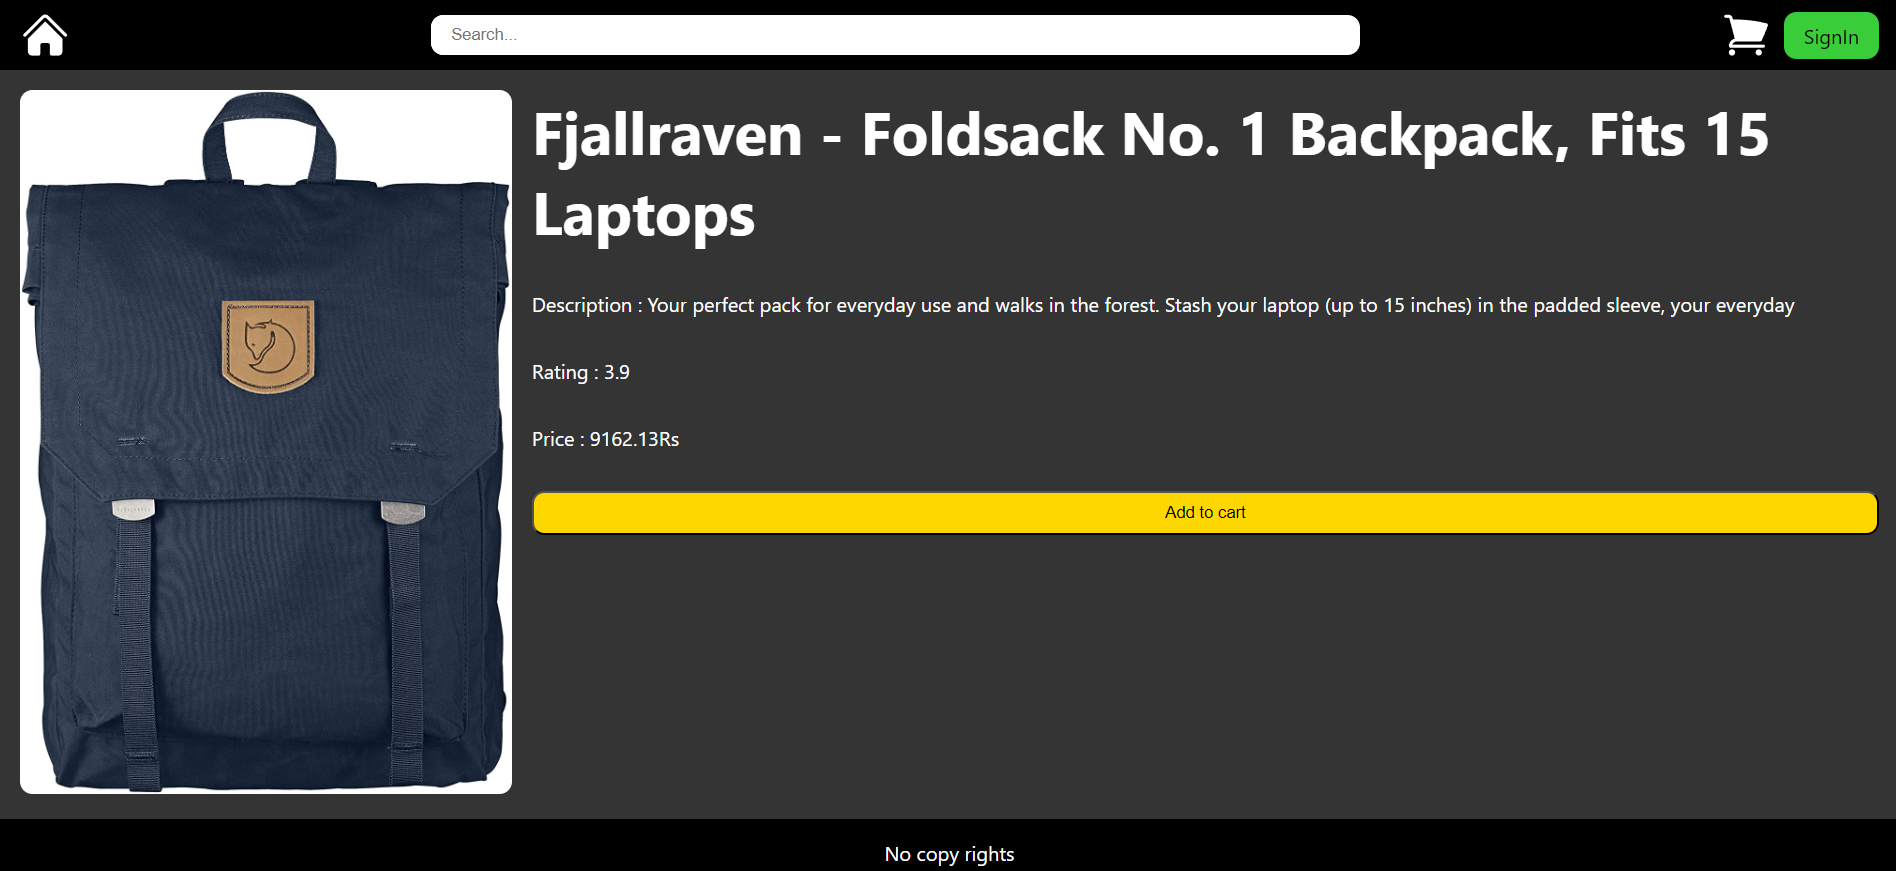 Search...
SignIn
Fjallraven - Foldsack No. 1 Backpack, Fits 15
Laptops
Description : Your perfect pack for everyday use and walks in the forest. Stash your laptop (up to 15 inches) in the padded sleeve, your everyday
Rating : 3.9
Price : 9162.13Rs
Add to cart
No copy rights